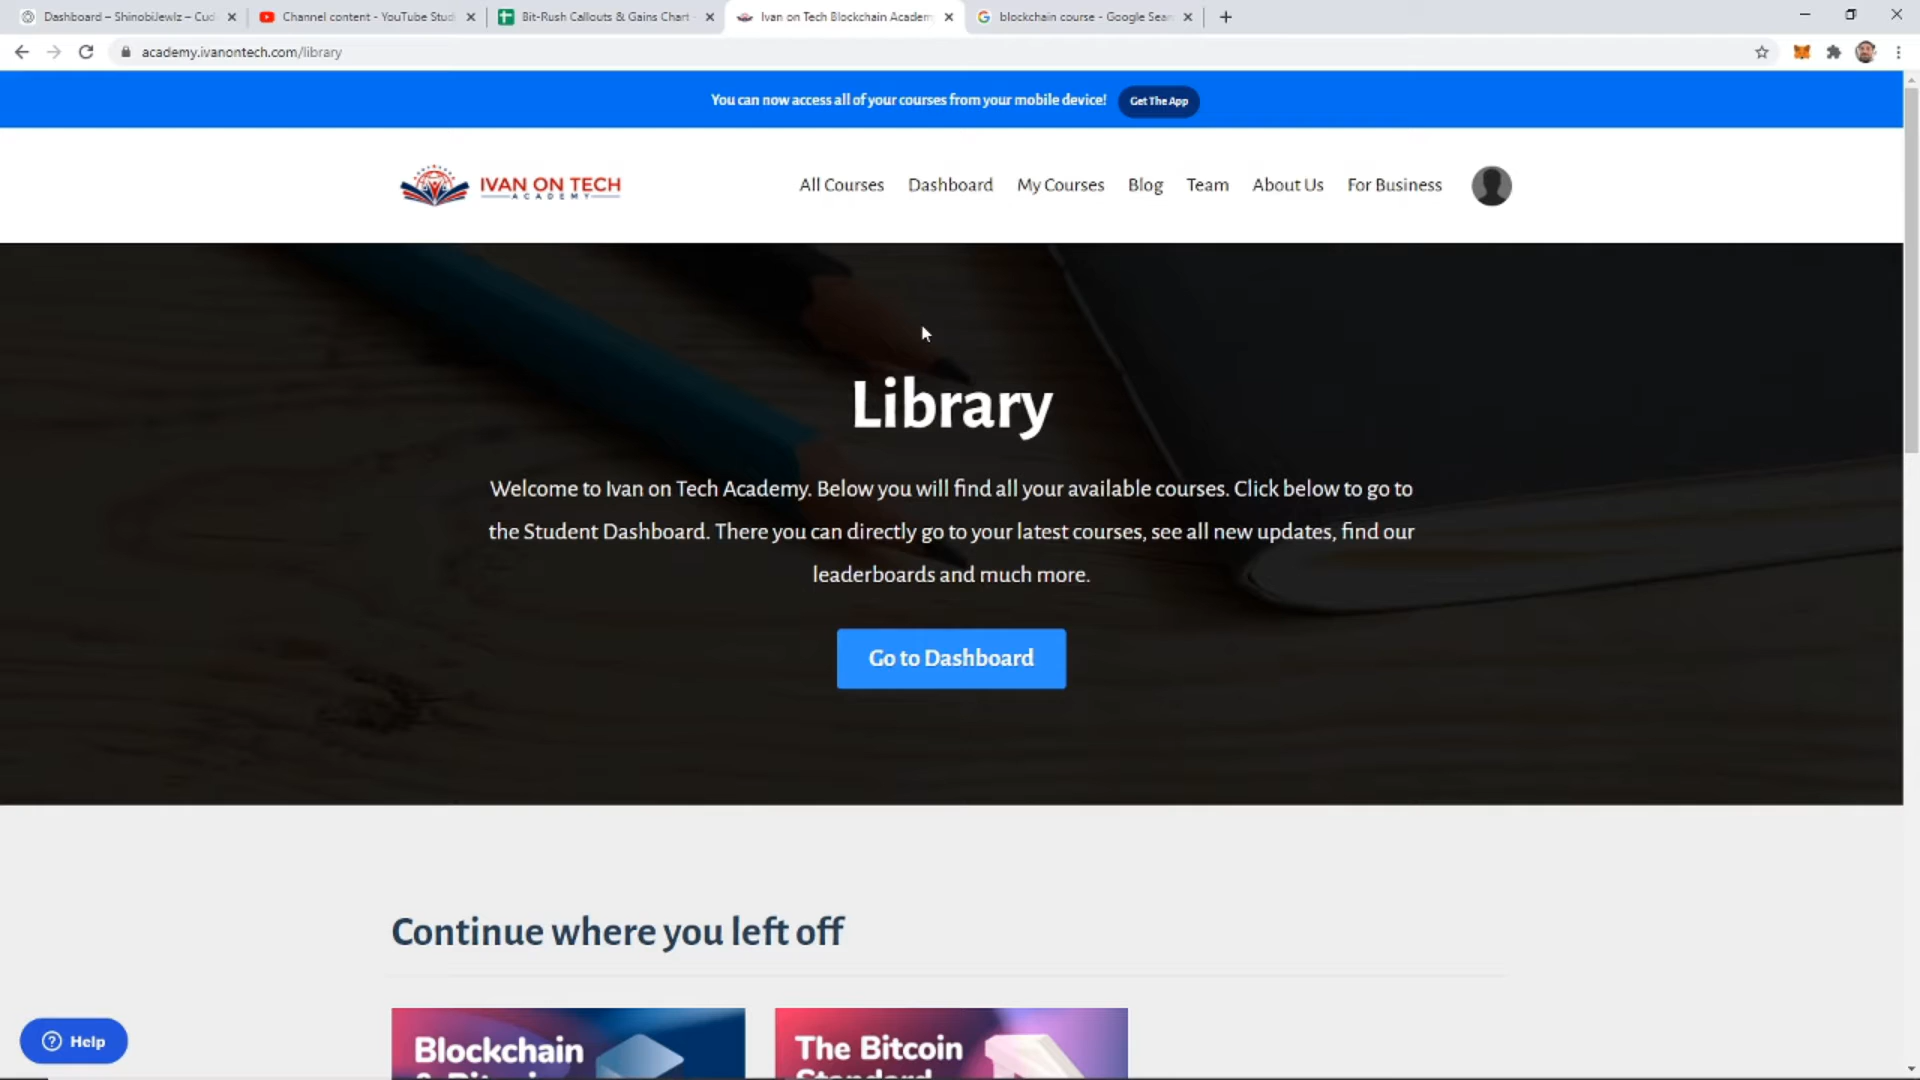 Dashboard – ShinobiJewlz – Cud
Channel content - YouTube Stud
Bit-Rush Callouts & Gains Chart -
Ivan on Tech Blockchain Academ
blockchain course - Google Sear
academy.ivanontech.com/library
You can now access all of your courses from your mobile device! Get The App
IVAN ON TECH
ACADEMY
All Courses Dashboard My Courses Blog Team About Us For Business
Library
Welcome to Ivan on Tech Academy. Below you will find all your available courses. Click below to go to
the Student Dashboard. There you can directly go to your latest courses, see all new updates, find our
leaderboards and much more.
Go to Dashboard
Continue where you left off
Help
Blockchain
& Bitcoin
The Bitcoin
Standard